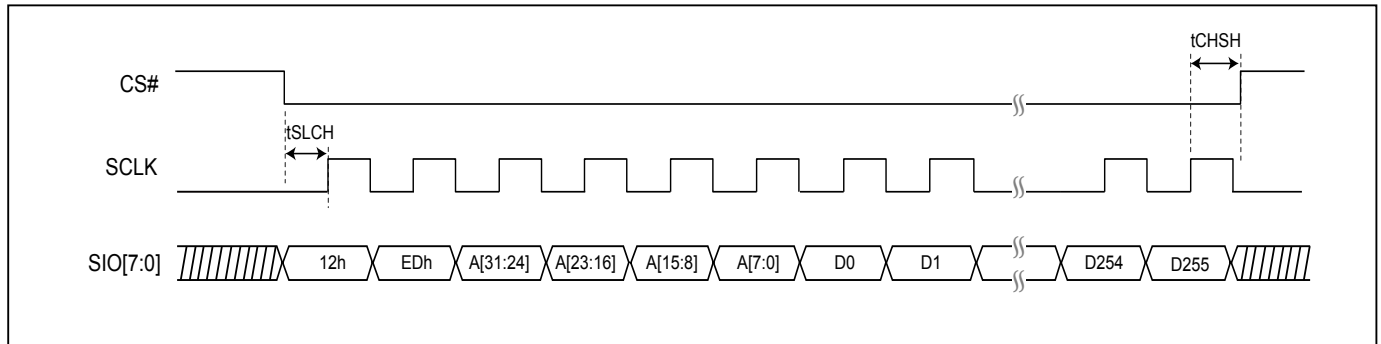 tCHSH
CS#
tSLCH
SCLK
SIO[7:0] 12h EDh A[31:24] A[23:16] A[15:8] A[7:0] D0 D1 D254 D255